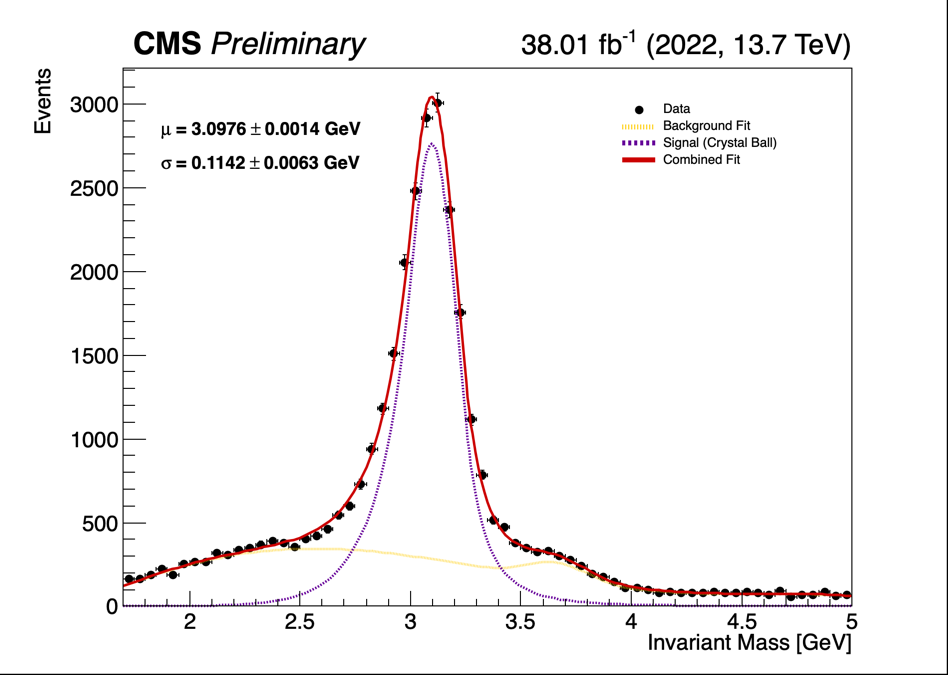 CMS Preliminary
38.01 fb⁻¹ (2022, 13.7 TeV)
Events
3000
2500
2000
1500
1000
500
0
μ = 3.0976 ± 0.0014 GeV
σ = 0.1142 ± 0.0063 GeV
Data
Background Fit
Signal (Crystal Ball)
Combined Fit
2 2.5 3 3.5 4 4.5 5
Invariant Mass [GeV]